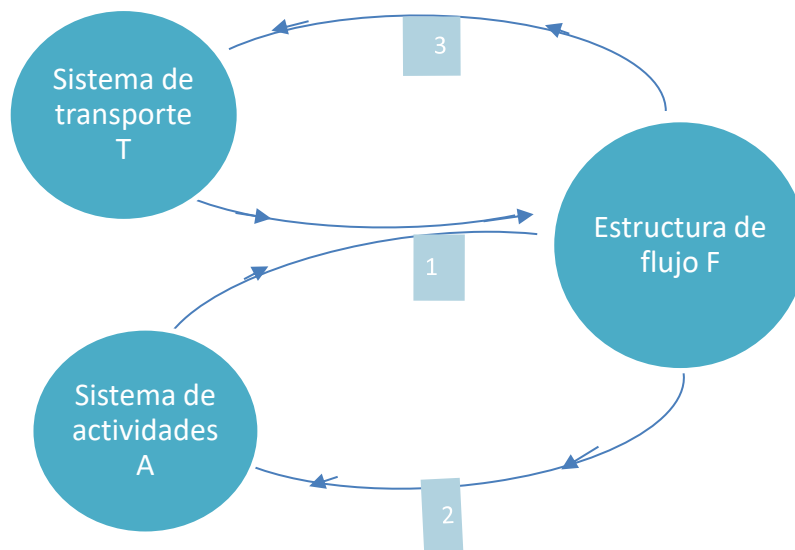 Sistema de
transporte
T
3
Estructura de
flujo F
1
Sistema de
actividades
A
2